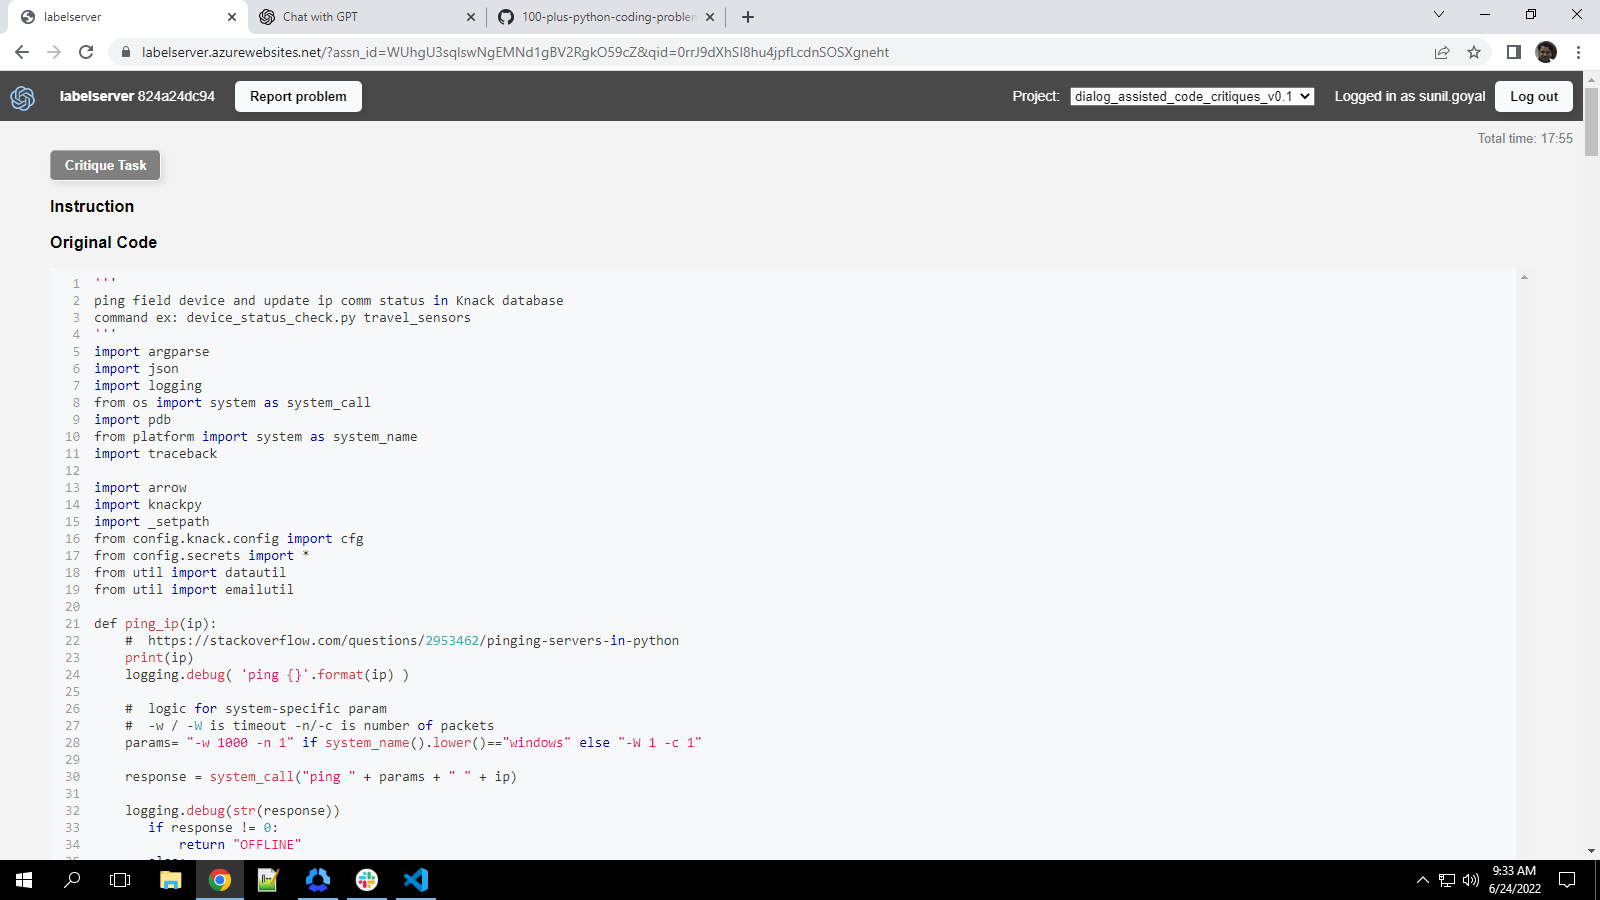 labelserver
Chat with GPT
100-plus-python-coding-problen
labelserver.azurewebsites.net/?assn_id=WUhgU3sqlswNgEMNd1gBV2RgkO59cZ&qid=0rrJ9dXhSI8hu4jpfLcdnSOSXgneht
labelserver 824a24dc94
Report problem
Project:
dialog_assisted_code_critiques_v0.1
Logged in as sunil.goyal
Log out
Total time: 17:55
Critique Task
Instruction
Original Code
1 '''
2 ping field device and update ip comm status in Knack database
3 command ex: device_status_check.py travel_sensors
4 '''
5 import argparse
6 import json
7 import logging
8 from os import system as system_call
9 import pdb
10 from platform import system as system_name
11 import traceback
12
13 import arrow
14 import knackpy
15 import _setpath
16 from config.knack.config import cfg
17 from config.secrets import *
18 from util import datautil
19 from util import emailutil
20
21 def ping_ip(ip):
22     #  https://stackoverflow.com/questions/2953462/pinging-servers-in-python
23     print(ip)
24     logging.debug( 'ping {}'.format(ip) )
25
26     #  logic for system-specific param
27     #  -w / -W is timeout -n/-c is number of packets
28     params= "-w 1000 -n 1" if system_name().lower()=="windows" else "-W 1 -c 1"
29
30     response = system_call("ping " + params + " " + ip)
31
32     logging.debug(str(response))
33        if response != 0:
34            return "OFFLINE"
35        else:
9:33 AM
6/24/2022